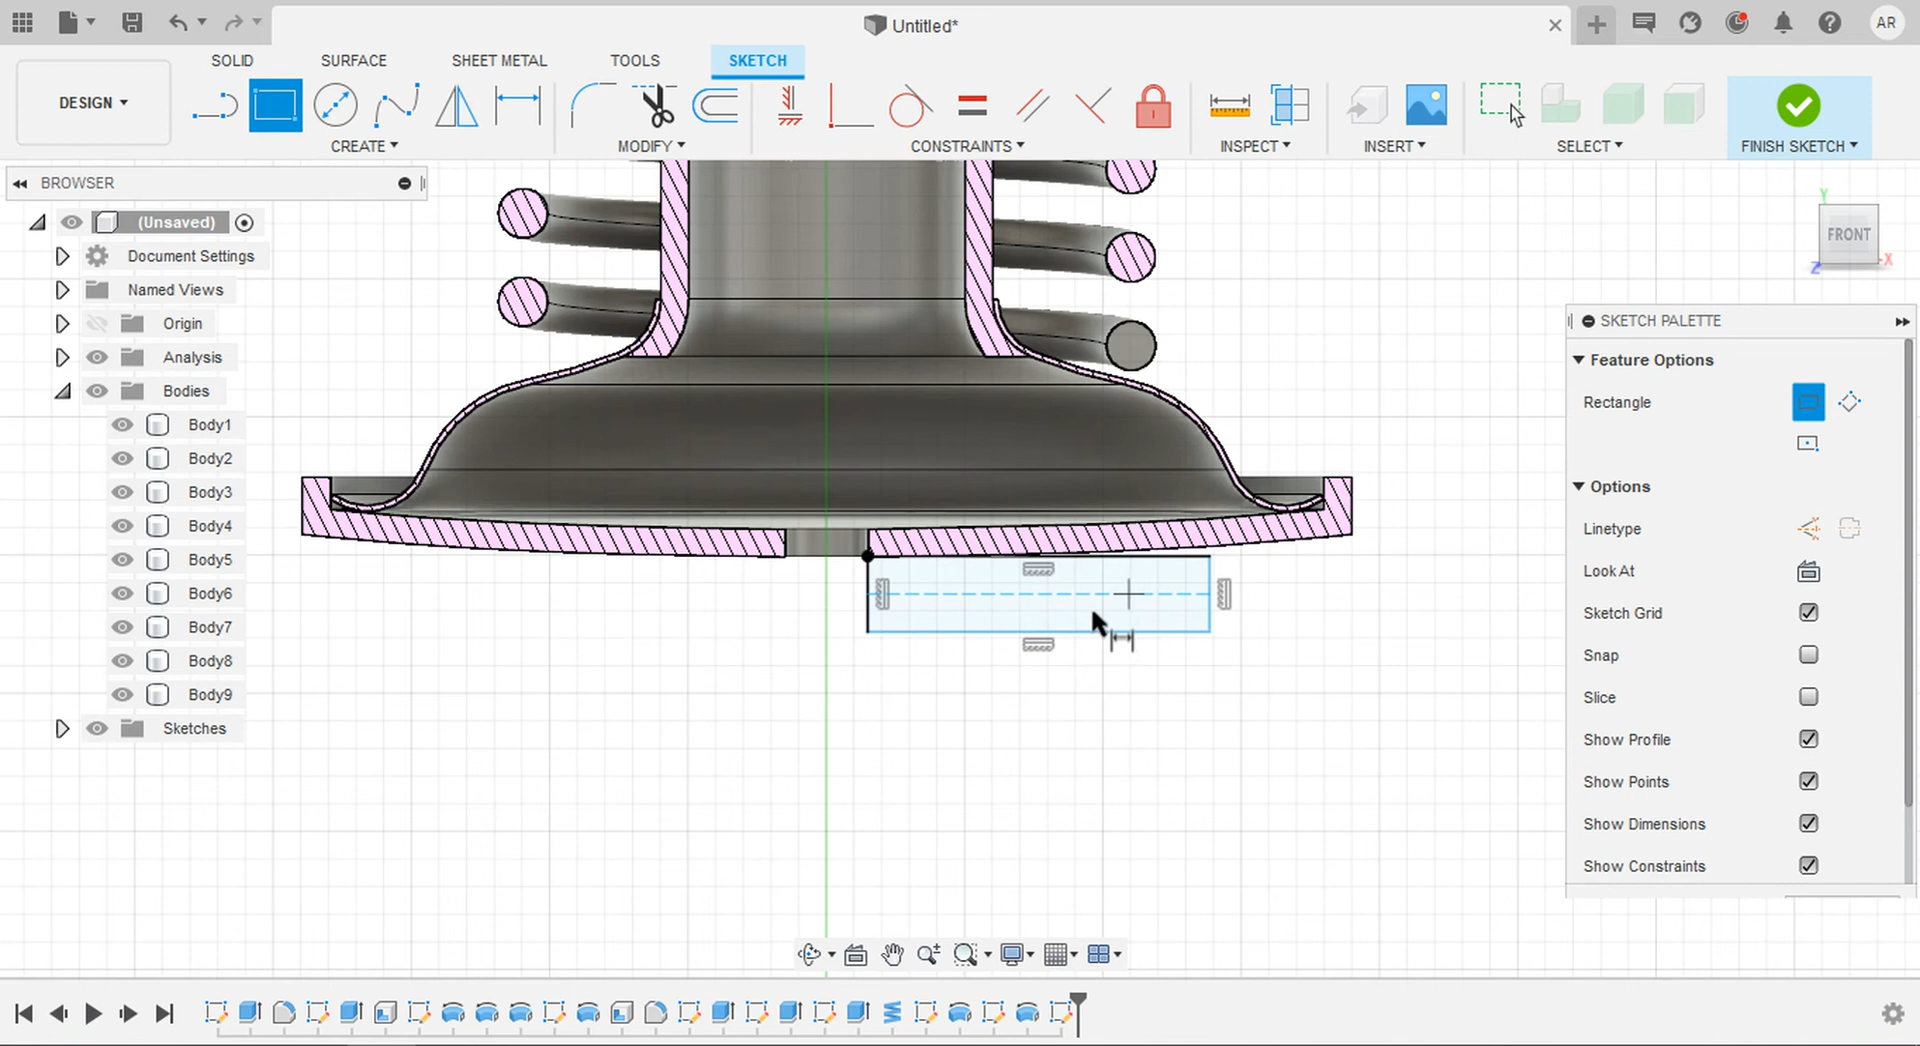 Untitled*
AR
DESIGN
SOLID
SURFACE
SHEET METAL
TOOLS
SKETCH
CREATE
MODIFY
CONSTRAINTS
INSPECT
INSERT
SELECT
FINISH SKETCH
BROWSER
(Unsaved)
Document Settings
Named Views
Origin
Analysis
Bodies
Body1
Body2
Body3
Body4
Body5
Body6
Body7
Body8
Body9
Sketches
Y
FRONT
Z
X
SKETCH PALETTE
Feature Options
Rectangle
Options
Linetype
Look At
Sketch Grid
Snap
Slice
Show Profile
Show Points
Show Dimensions
Show Constraints